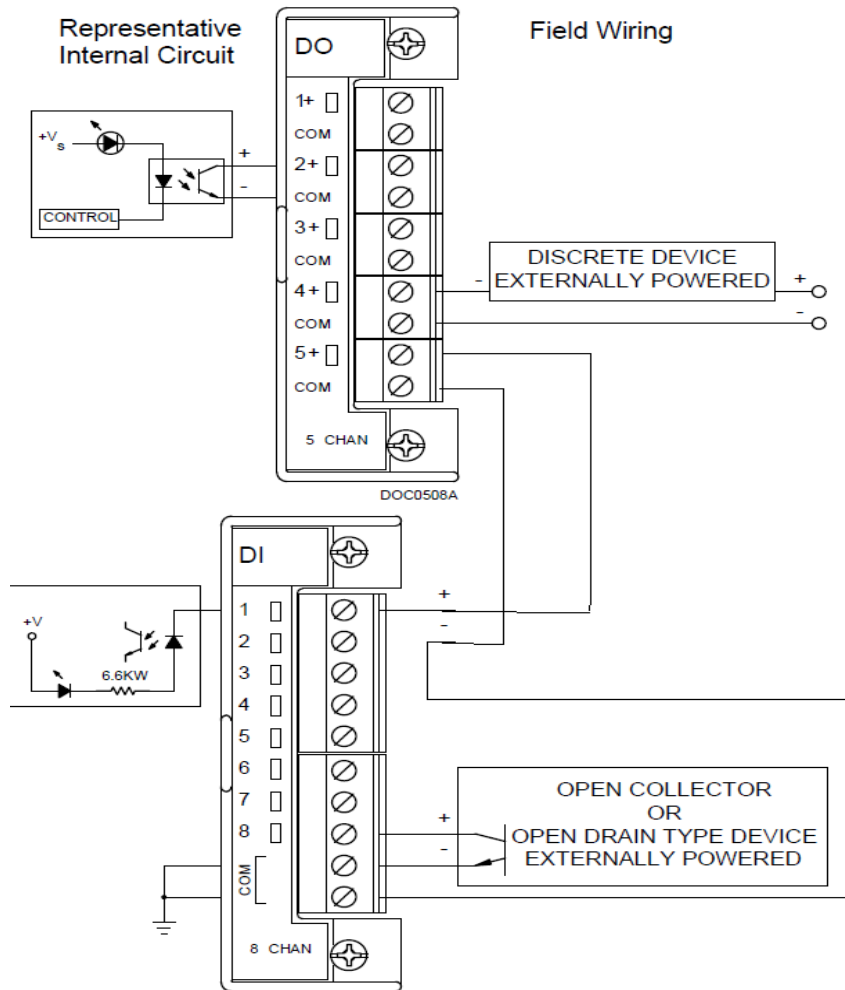 Representative
Internal Circuit
Field Wiring
DO
1+
COM
2+
COM
3+
COM
4+
COM
5+
COM
5 CHAN
DOC0508A
+V
s
CONTROL
+
-
-
DISCRETE DEVICE
EXTERNALLY POWERED
+
-
DI
1
2
3
4
5
6
7
8
COM
8 CHAN
+V
6.6KW
+
-
+
-
OPEN COLLECTOR
OR
OPEN DRAIN TYPE DEVICE
EXTERNALLY POWERED